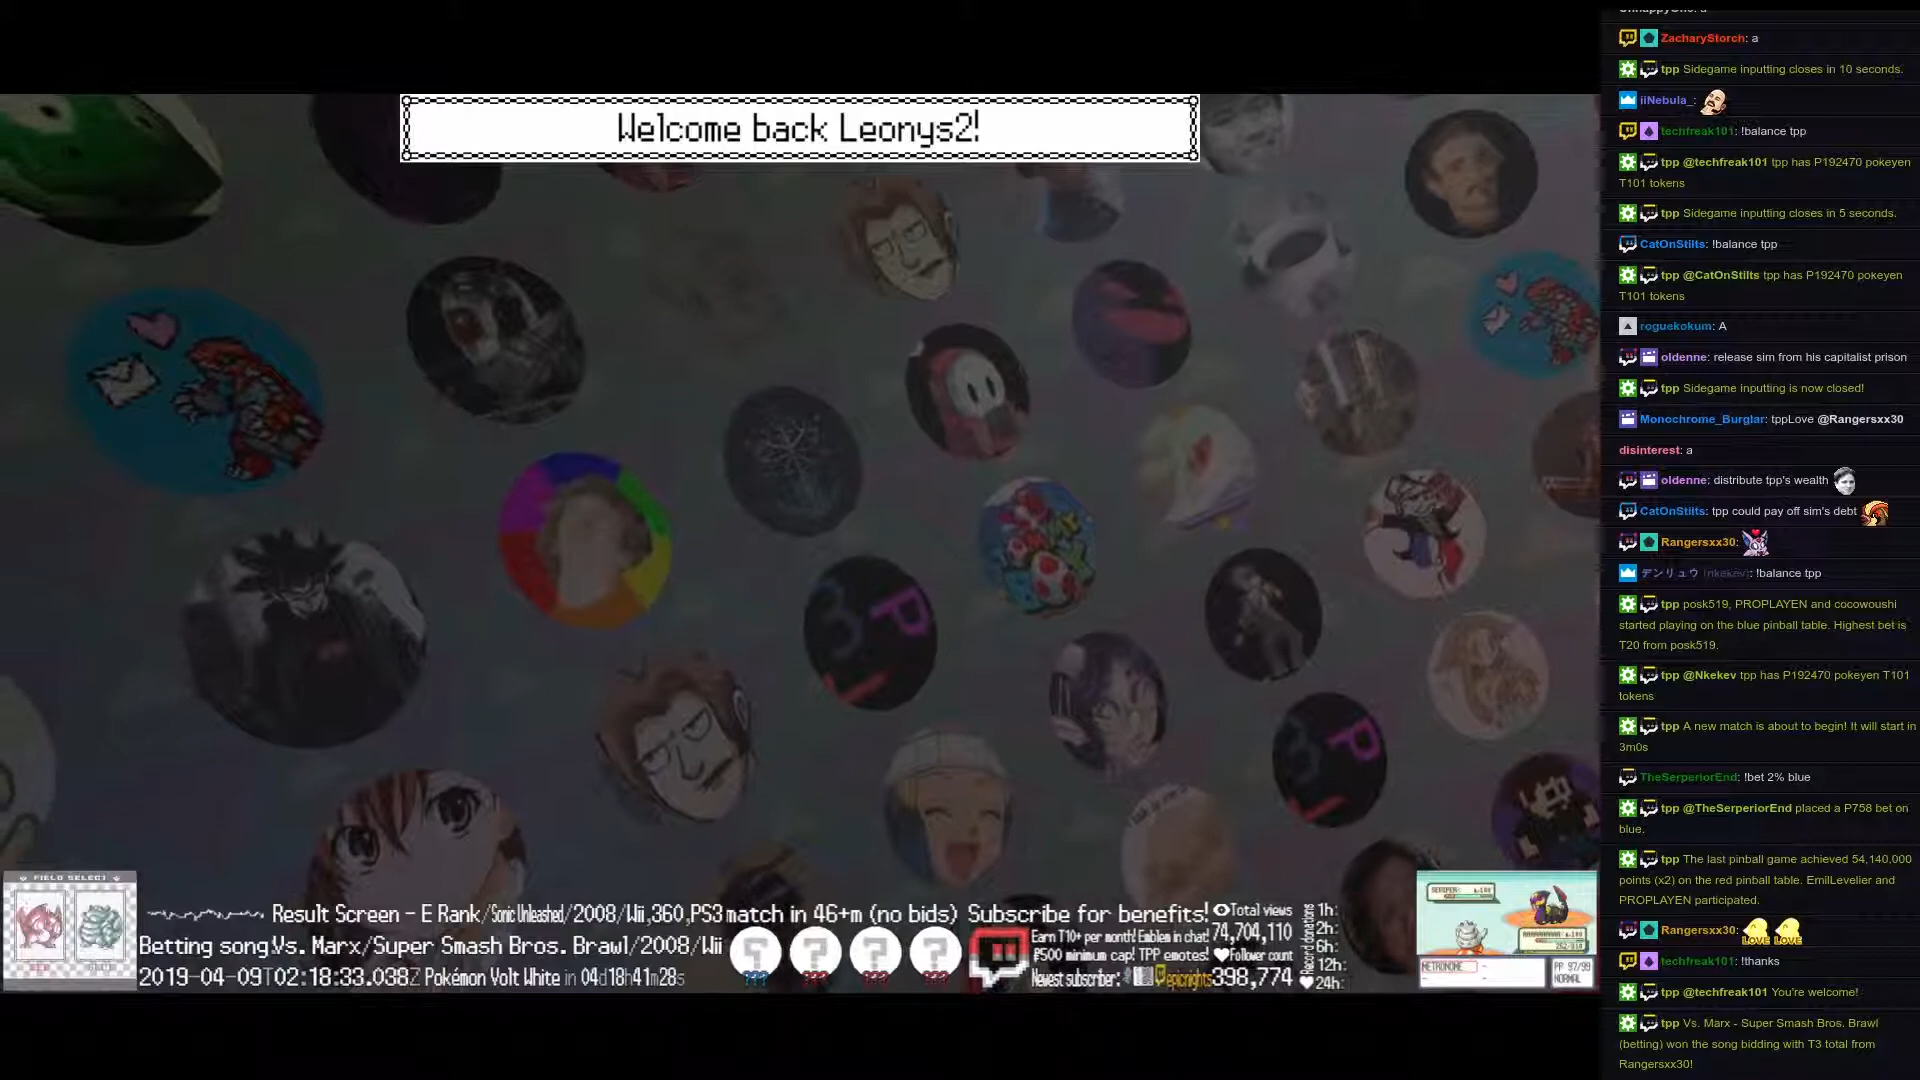 Welcome back Leonys2!
ZacharyStorch: a
tpp Sidegame inputting closes in 10 seconds.
iiNebula_:
techfreak101: !balance tpp
tpp @techfreak101 tpp has P192470 pokeyen
T101 tokens
tpp Sidegame inputting closes in 5 seconds.
CatOnStilts: !balance tpp
tpp @CatOnStilts tpp has P192470 pokeyen
T101 tokens
roguekokum: A
oldenne: release sim from his capitalist prison
tpp Sidegame inputting is now closed!
Monochrome_Burglar: tppLove @Rangersxx30
disinterest: a
oldenne: distribute tpp's wealth
CatOnStilts: tpp could pay off sim's debt
Rangersxx30:
デンリュウ (nkekev): !balance tpp
tpp posk519, PROPLAYEN and cocowoushi
started playing on the blue pinball table. Highest bet is
T20 from posk519.
tpp @Nkekev tpp has P192470 pokeyen T101
tokens
tpp A new match is about to begin! It will start in
3m0s
TheSerperiorEnd: !bet 2% blue
tpp @TheSerperiorEnd placed a P758 bet on
blue.
tpp The last pinball game achieved 54,140,000
points (x2) on the red pinball table. EmilLevelier and
PROPLAYEN participated.
Rangersxx30: LOVE LOVE
techfreak101: !thanks
tpp @techfreak101 You're welcome!
tpp Vs. Marx - Super Smash Bros. Brawl
(betting) won the song bidding with T3 total from
Rangersxx30!
FIELD SELECT
Result Screen - E Rank/Sonic Unleashed/2008/Wii,360,PS3
match in 46+m (no bids)
Betting song
Vs. Marx/Super Smash Bros. Brawl/2008/Wii
2019-04-09T02:18:33.038Z Pokémon Volt White in 04d18h41m28s
? ? ? ?
??? ??? ??? ???
Subscribe for benefits!
Earn T10+ per month! Emblem in chat!
₽500 minimum cap! TPP emotes!
Newest subscriber: epicnights
Total views
74,704,110
Follower count
398,774
Record donations
1h:
2h:
6h:
12h:
24h:
METRONOME
PP 97/99
NORMAL